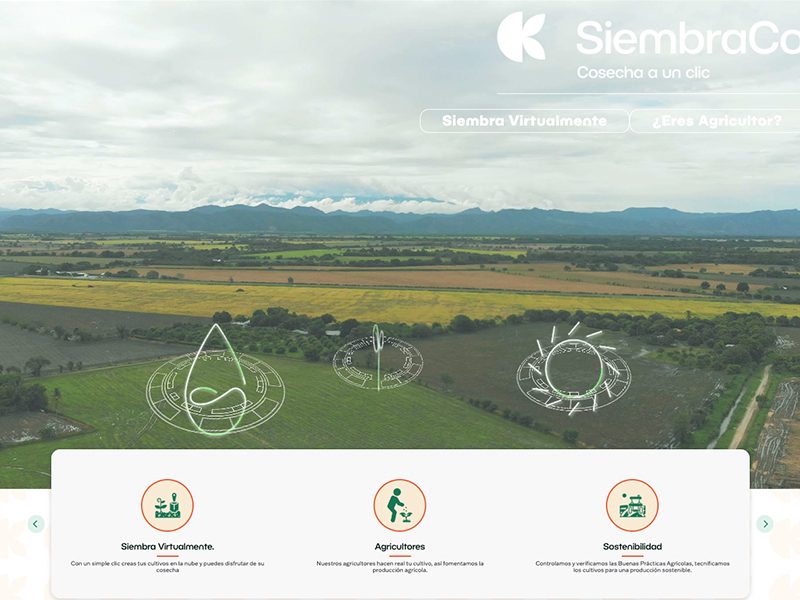 SiembraCo
Cosecha a un clic
Siembra Virtualmente
¿Eres Agricultor?
Siembra Virtualmente.
Con un simple clic creas tus cultivos en la nube y puedes disfrutar de su
cosecha
Agricultores
Nuestros agricultores hacen real tu cultivo, así fomentamos la
producción agrícola.
Sostenibilidad
Controlamos y verificamos las Buenas Prácticas Agrícolas, tecnificamos
los cultivos para una producción sostenible.